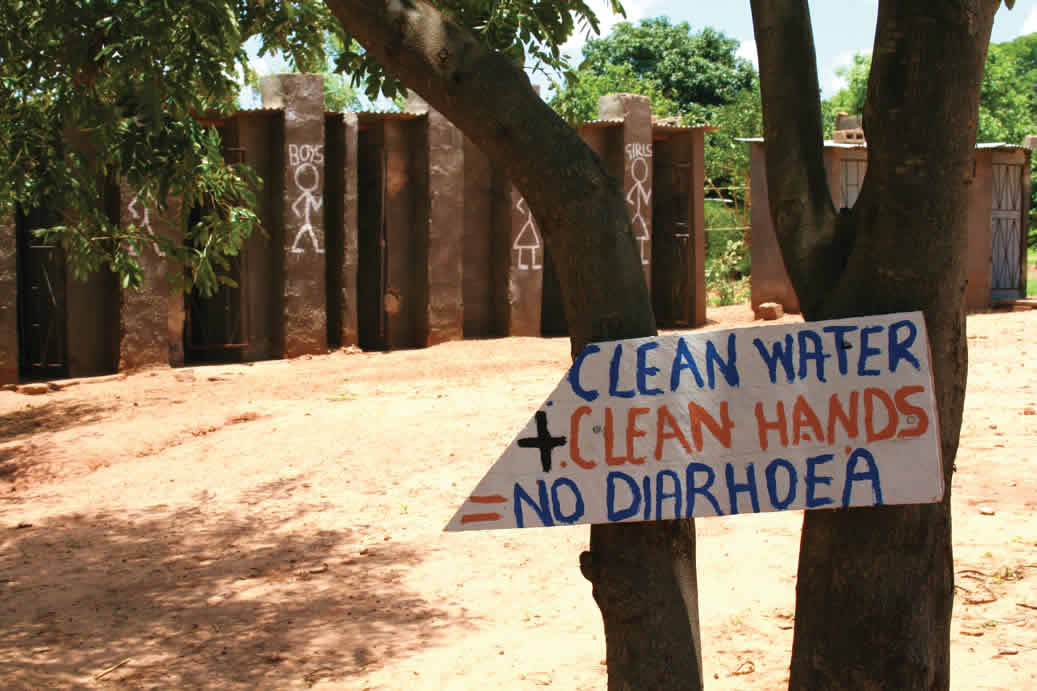 BOYS
GIRLS
CLEAN WATER
+ CLEAN HANDS
= NO DIARHOEA